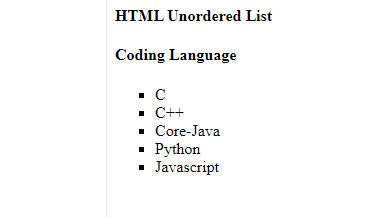 HTML Unordered List
Coding Language
C
C++
Core-Java
Python
Javascript